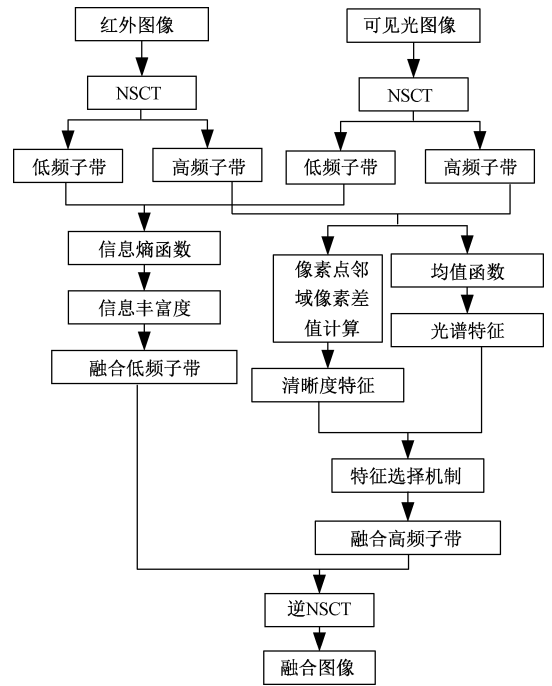 红外图像
可见光图像
NSCT
NSCT
低频子带
高频子带
低频子带
高频子带
信息熵函数
像素点邻
域像素差
值计算
均值函数
信息丰富度
光谱特征
融合低频子带
清晰度特征
特征选择机制
融合高频子带
逆NSCT
融合图像